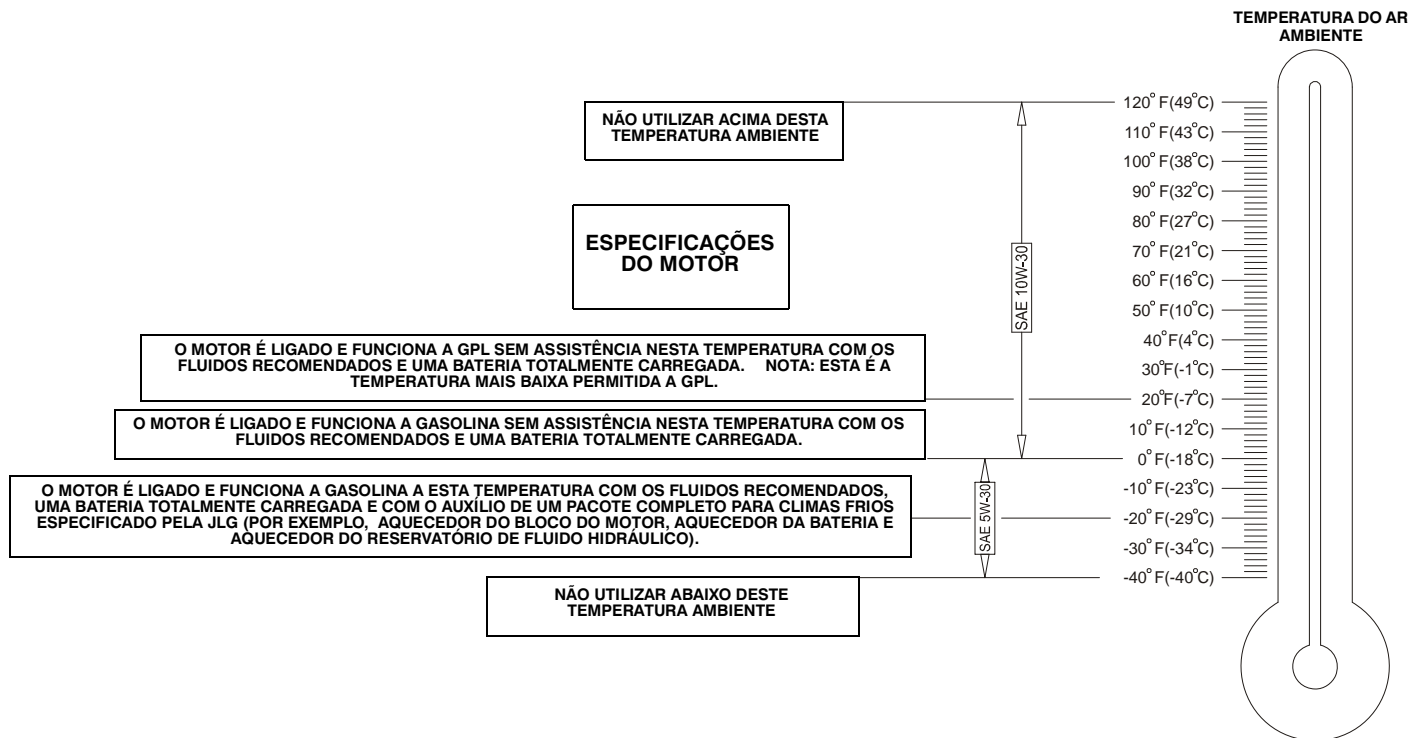 TEMPERATURA DO AR
AMBIENTE
NÃO UTILIZAR ACIMA DESTA
TEMPERATURA AMBIENTE
ESPECIFICAÇÕES
DO MOTOR
O MOTOR É LIGADO E FUNCIONA A GPL SEM ASSISTÊNCIA NESTA TEMPERATURA COM OS
FLUIDOS RECOMENDADOS E UMA BATERIA TOTALMENTE CARREGADA. NOTA: ESTA É A
TEMPERATURA MAIS BAIXA PERMITIDA A GPL.
O MOTOR É LIGADO E FUNCIONA A GASOLINA SEM ASSISTÊNCIA NESTA TEMPERATURA COM OS
FLUIDOS RECOMENDADOS E UMA BATERIA TOTALMENTE CARREGADA.
O MOTOR É LIGADO E FUNCIONA A GASOLINA A ESTA TEMPERATURA COM OS FLUIDOS RECOMENDADOS,
UMA BATERIA TOTALMENTE CARREGADA E COM O AUXÍLIO DE UM PACOTE COMPLETO PARA CLIMAS FRIOS
ESPECIFICADO PELA JLG (POR EXEMPLO, AQUECEDOR DO BLOCO DO MOTOR, AQUECEDOR DA BATERIA E
AQUECEDOR DO RESERVATÓRIO DE FLUIDO HIDRÁULICO).
NÃO UTILIZAR ABAIXO DESTE
TEMPERATURA AMBIENTE
SAE 10W-30
SAE 5W-30
120° F(49°C)
110° F(43°C)
100° F(38°C)
90° F(32°C)
80° F(27°C)
70° F(21°C)
60° F(16°C)
50° F(10°C)
40°F(4°C)
30°F(-1°C)
20°F(-7°C)
10° F(-12°C)
0° F(-18°C)
-10° F(-23°C)
-20° F(-29°C)
-30° F(-34°C)
-40° F(-40°C)